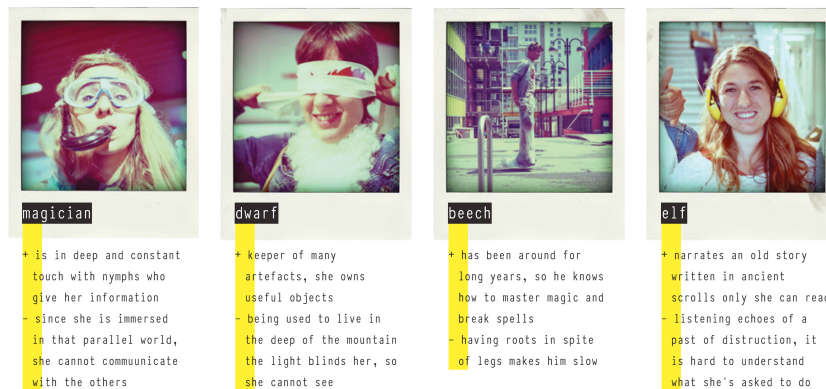 magician
+ is in deep and constant
touch with nymphs who
give her information
- since she is immersed
in that parallel world,
she cannot commuunicate
with the others
dwarf
+ keeper of many
artefacts, she owns
useful objects
- being used to live in
the deep of the mountain
the light blinds her, so
she cannot see
beech
+ has been around for
long years, so he knows
how to master magic and
break spells
- having roots in spite
of legs makes him slow
elf
+ narrates an old story
written in ancient
scrolls only she can
- listening echoes of a
past of distruction, it
is hard to understand
what she's asked to do